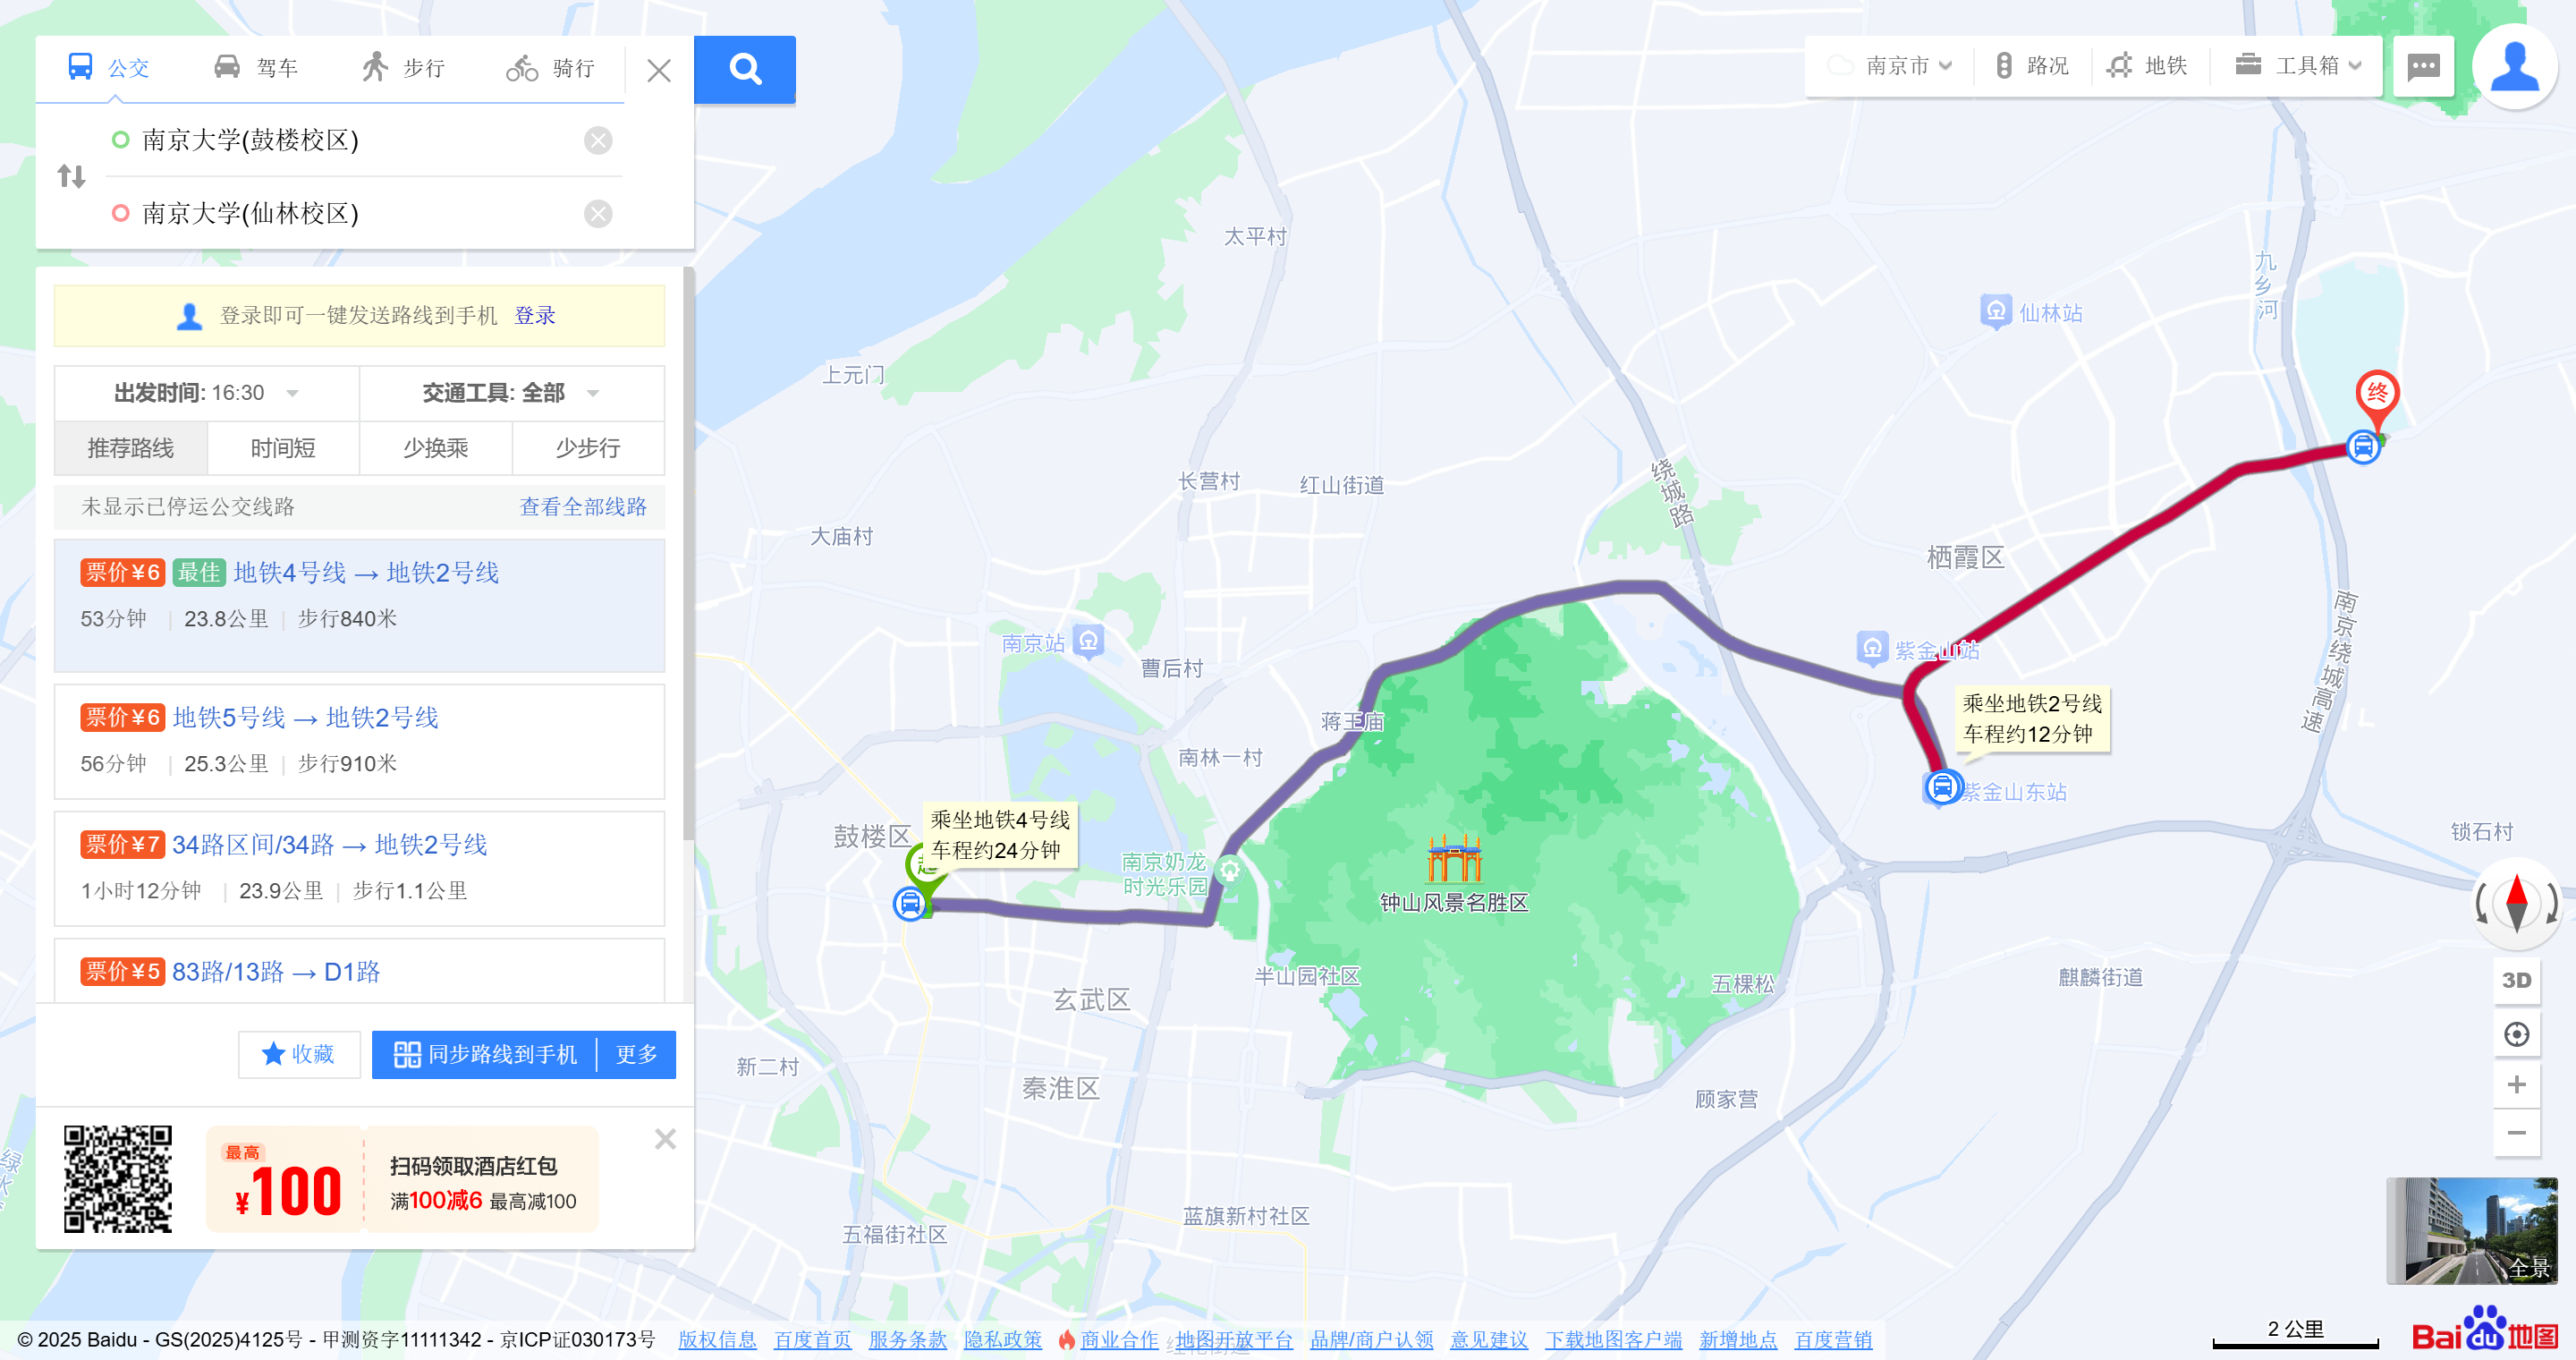 公交 驾车 步行 骑行
南京大学(鼓楼校区)
南京大学(仙林校区)
登录即可一键发送路线到手机 登录
出发时间: 16:30 交通工具: 全部
推荐路线 时间短 少换乘 少步行
未显示已停运公交线路 查看全部线路
票价¥6 最佳 地铁4号线 → 地铁2号线
53分钟 | 23.8公里 | 步行840米
票价¥6 地铁5号线 → 地铁2号线
56分钟 | 25.3公里 | 步行910米
票价¥7 34路区间/34路 → 地铁2号线
1小时12分钟 | 23.9公里 | 步行1.1公里
票价¥5 83路/13路 → D1路
收藏 同步路线到手机 更多
最高
¥100
扫码领取酒店红包
满100减6 最高减100
南京市 路况 地铁 工具箱
太平村
九乡河
仙林站
上元门
终
长营村
红山街道
绕城路
大庙村
栖霞区
南京站
曹后村
紫金山站
南京绕城高速
蒋王庙
乘坐地铁2号线
车程约12分钟
南林一村
紫金山东站
鼓楼区
乘坐地铁4号线
车程约24分钟
锁石村
南京奶龙
时光乐园
钟山风景名胜区
半山园社区
五棵松
麒麟街道
玄武区
3D
新二村
秦淮区
顾家营
蓝旗新村社区
五福街社区
全景
2 公里
Bai du 地图
© 2025 Baidu - GS(2025)4125号 - 甲测资字11111342 - 京ICP证030173号 版权信息 百度首页 服务条款 隐私政策 商业合作 地图开放平台 品牌/商户认领 意见建议 下载地图客户端 新增地点 百度营销